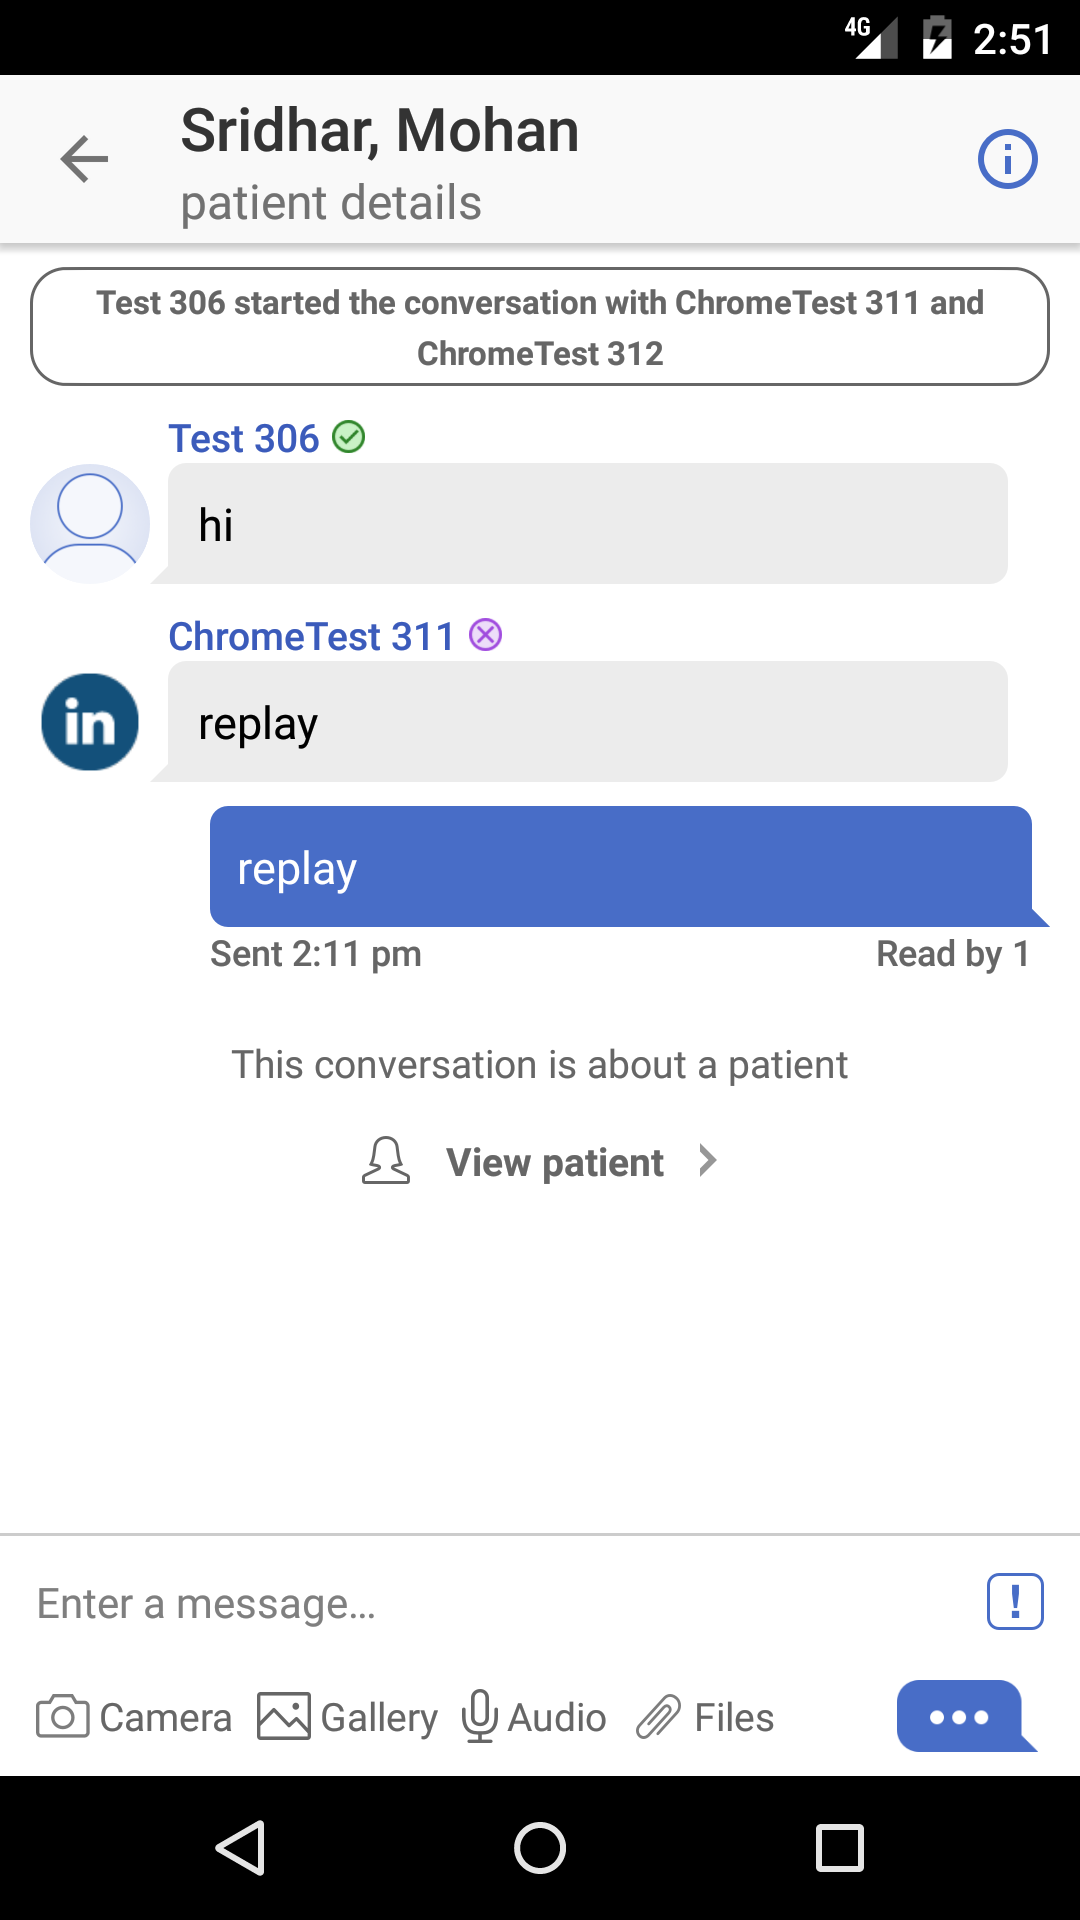 4G 2:51
Sridhar, Mohan
patient details
Test 306 started the conversation with ChromeTest 311 and
ChromeTest 312
Test 306
hi
ChromeTest 311
in
replay
replay
Sent 2:11 pm Read by 1
This conversation is about a patient
View patient
Enter a message...
!
Camera Gallery Audio Files